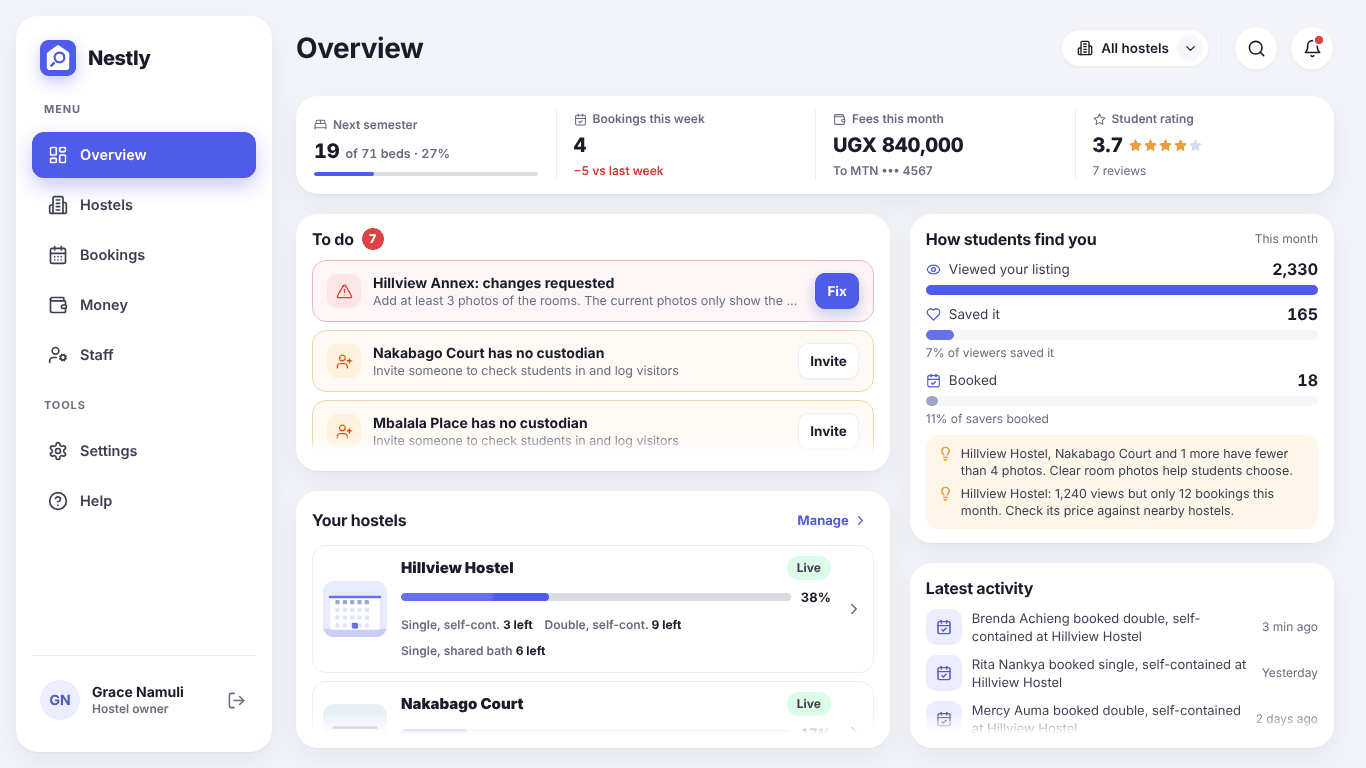 Nestly
MENU
Overview
Hostels
Bookings
Money
Staff
TOOLS
Settings
Help
GN
Grace Namuli
Hostel owner
Overview
All hostels
Next semester
19 of 71 beds · 27%
Bookings this week
4
−5 vs last week
Fees this month
UGX 840,000
To MTN ••• 4567
Student rating
3.7
7 reviews
To do 7
Hillview Annex: changes requested
Add at least 3 photos of the rooms. The current photos only show the ...
Fix
Nakabago Court has no custodian
Invite someone to check students in and log visitors
Invite
Mbalala Place has no custodian
Invite someone to check students in and log visitors
Invite
Your hostels
Manage
Hillview Hostel
Live
38%
Single, self-cont. 3 left Double, self-cont. 9 left
Single, shared bath 6 left
Nakabago Court
Live
17%
How students find you
This month
Viewed your listing 2,330
Saved it 165
7% of viewers saved it
Booked 18
11% of savers booked
Hillview Hostel, Nakabago Court and 1 more have fewer
than 4 photos. Clear room photos help students choose.
Hillview Hostel: 1,240 views but only 12 bookings this
month. Check its price against nearby hostels.
Latest activity
Brenda Achieng booked double, self-
contained at Hillview Hostel
3 min ago
Rita Nankya booked single, self-contained at
Hillview Hostel
Yesterday
Mercy Auma booked double, self-contained
at Hillview Hostel
2 days ago